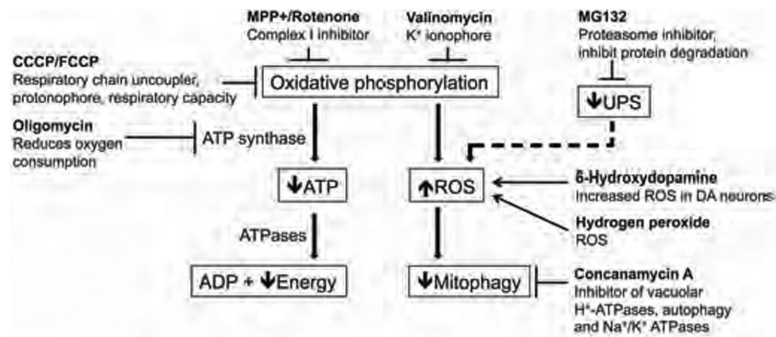 MPP+/Rotenone
Complex I inhibitor
Valinomycin
K⁺ ionophore
MG132
Proteasome inhibitor,
inhibit protein degradation
CCCP/FCCP
Respiratory chain uncoupler,
protonophore, respiratory capacity
Oxidative phosphorylation
↓UPS
Oligomycin
Reduces oxygen
consumption
ATP synthase
↓ATP
↑ROS
6-Hydroxydopamine
Increased ROS in DA neurons
Hydrogen peroxide
ROS
ATPases
ADP + ↓Energy
↓Mitophagy
Concanamycin A
Inhibitor of vacuolar
H⁺-ATPases, autophagy
and Na⁺/K⁺ ATPases